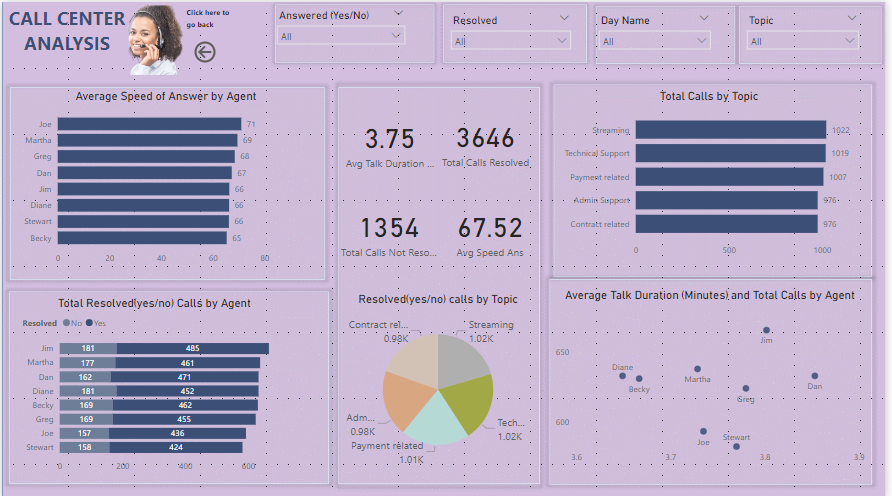 CALL CENTER
ANALYSIS
Click here to
go back
Answered (Yes/No)
All
Resolved
All
Day Name
All
Topic
All
Average Speed of Answer by Agent
Joe 71
Martha 69
Greg 68
Dan 67
Jim 66
Diane 66
Stewart 66
Becky 65
0 20 40 60 80
3.75
Avg Talk Duration ...
3646
Total Calls Resolved
1354
Total Calls Not Reso...
67.52
Avg Speed Ans
Total Calls by Topic
Streaming 1022
Technical Support 1019
Payment related 1007
Admin Support 976
Contract related 976
0 500 1000
Total Resolved(yes/no) Calls by Agent
Resolved No Yes
Jim 181 485
Martha 177 461
Dan 162 471
Diane 181 452
Becky 169 462
Greg 169 455
Joe 157 436
Stewart 158 424
0 200 400 600
Resolved(yes/no) calls by Topic
Contract rel...
0.98K
Streaming
1.02K
Adm...
0.98K
Tech...
1.02K
Payment related
1.01K
Average Talk Duration (Minutes) and Total Calls by Agent
650
600
Jim
Diane
Becky
Martha
Dan
Greg
Joe
Stewart
3.6 3.7 3.8 3.9